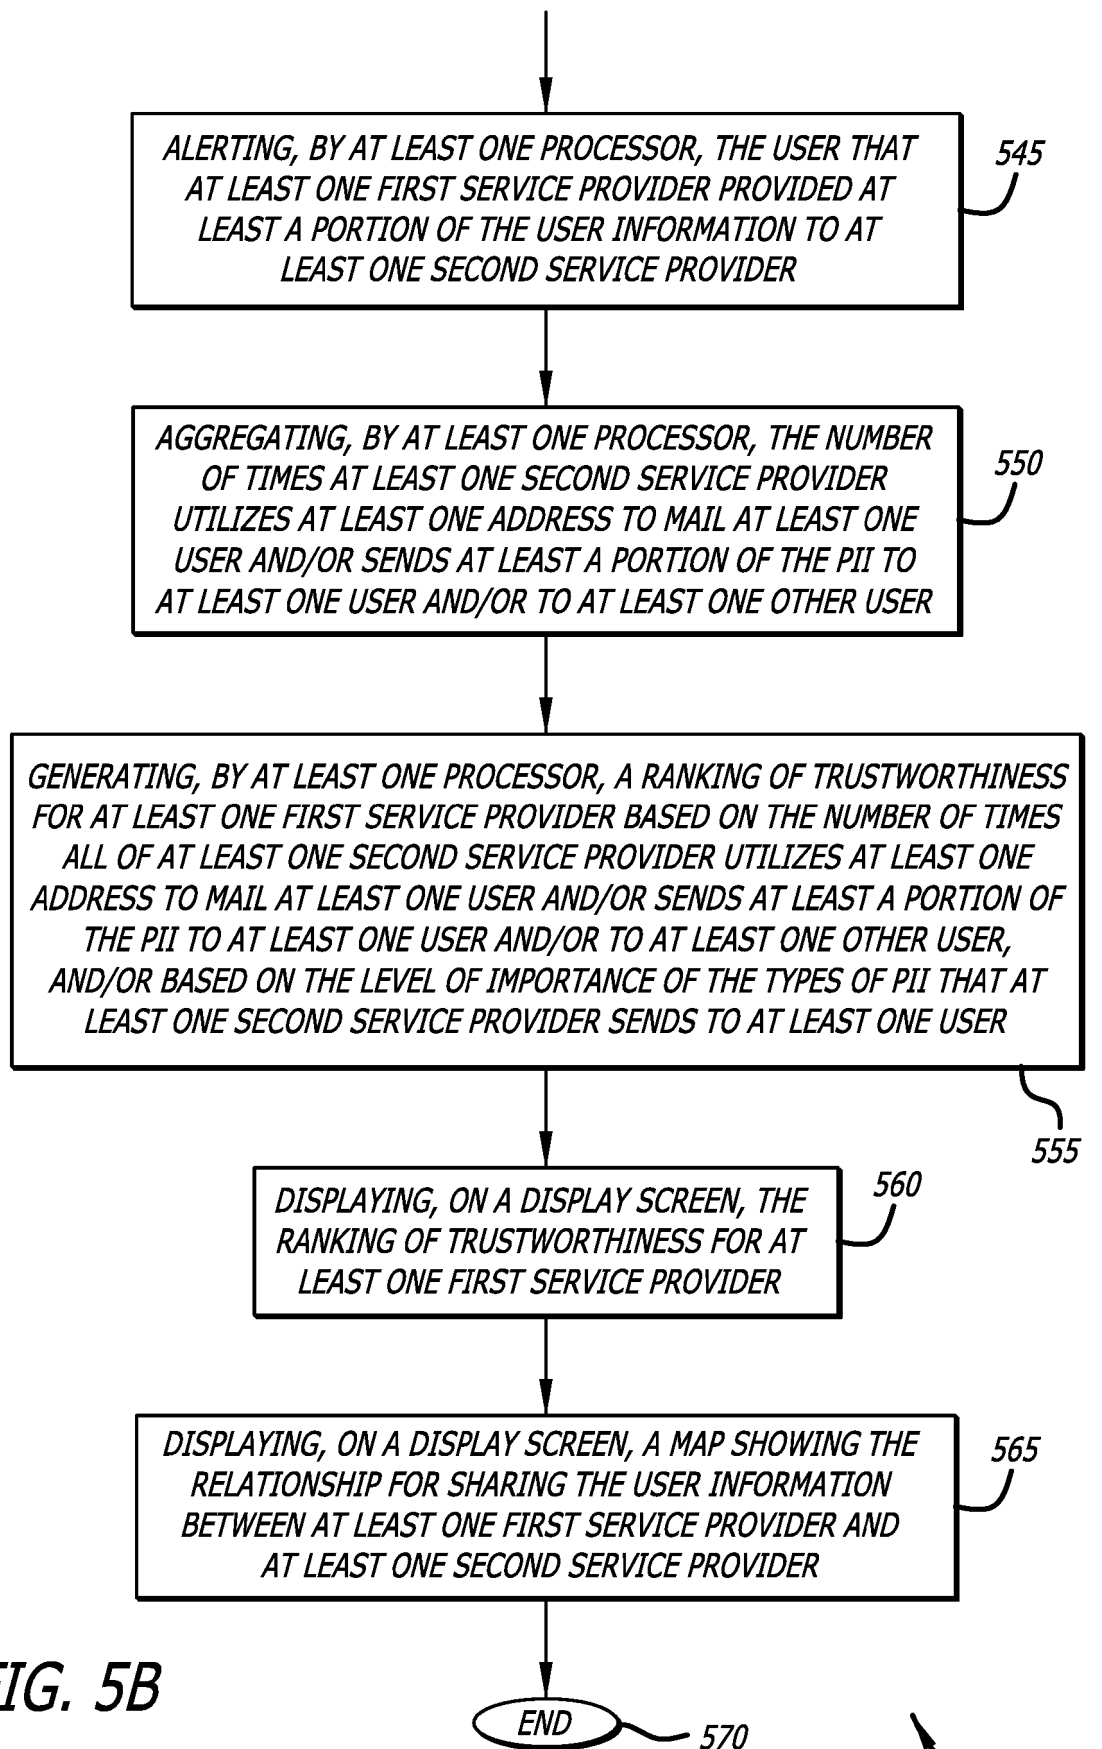 ALERTING, BY AT LEAST ONE PROCESSOR, THE USER THAT
AT LEAST ONE FIRST SERVICE PROVIDER PROVIDED AT
LEAST A PORTION OF THE USER INFORMATION TO AT
LEAST ONE SECOND SERVICE PROVIDER
545
AGGREGATING, BY AT LEAST ONE PROCESSOR, THE NUMBER
OF TIMES AT LEAST ONE SECOND SERVICE PROVIDER
UTILIZES AT LEAST ONE ADDRESS TO MAIL AT LEAST ONE
USER AND/OR SENDS AT LEAST A PORTION OF THE PII TO
AT LEAST ONE USER AND/OR TO AT LEAST ONE OTHER USER
550
GENERATING, BY AT LEAST ONE PROCESSOR, A RANKING OF TRUSTWORTHINESS
FOR AT LEAST ONE FIRST SERVICE PROVIDER BASED ON THE NUMBER OF TIMES
ALL OF AT LEAST ONE SECOND SERVICE PROVIDER UTILIZES AT LEAST ONE
ADDRESS TO MAIL AT LEAST ONE USER AND/OR SENDS AT LEAST A PORTION OF
THE PII TO AT LEAST ONE USER AND/OR TO AT LEAST ONE OTHER USER,
AND/OR BASED ON THE LEVEL OF IMPORTANCE OF THE TYPES OF PII THAT AT
LEAST ONE SECOND SERVICE PROVIDER SENDS TO AT LEAST ONE USER
555
DISPLAYING, ON A DISPLAY SCREEN, THE
RANKING OF TRUSTWORTHINESS FOR AT
LEAST ONE FIRST SERVICE PROVIDER
560
DISPLAYING, ON A DISPLAY SCREEN, A MAP SHOWING THE
RELATIONSHIP FOR SHARING THE USER INFORMATION
BETWEEN AT LEAST ONE FIRST SERVICE PROVIDER AND
AT LEAST ONE SECOND SERVICE PROVIDER
565
FIG. 5B
END
570